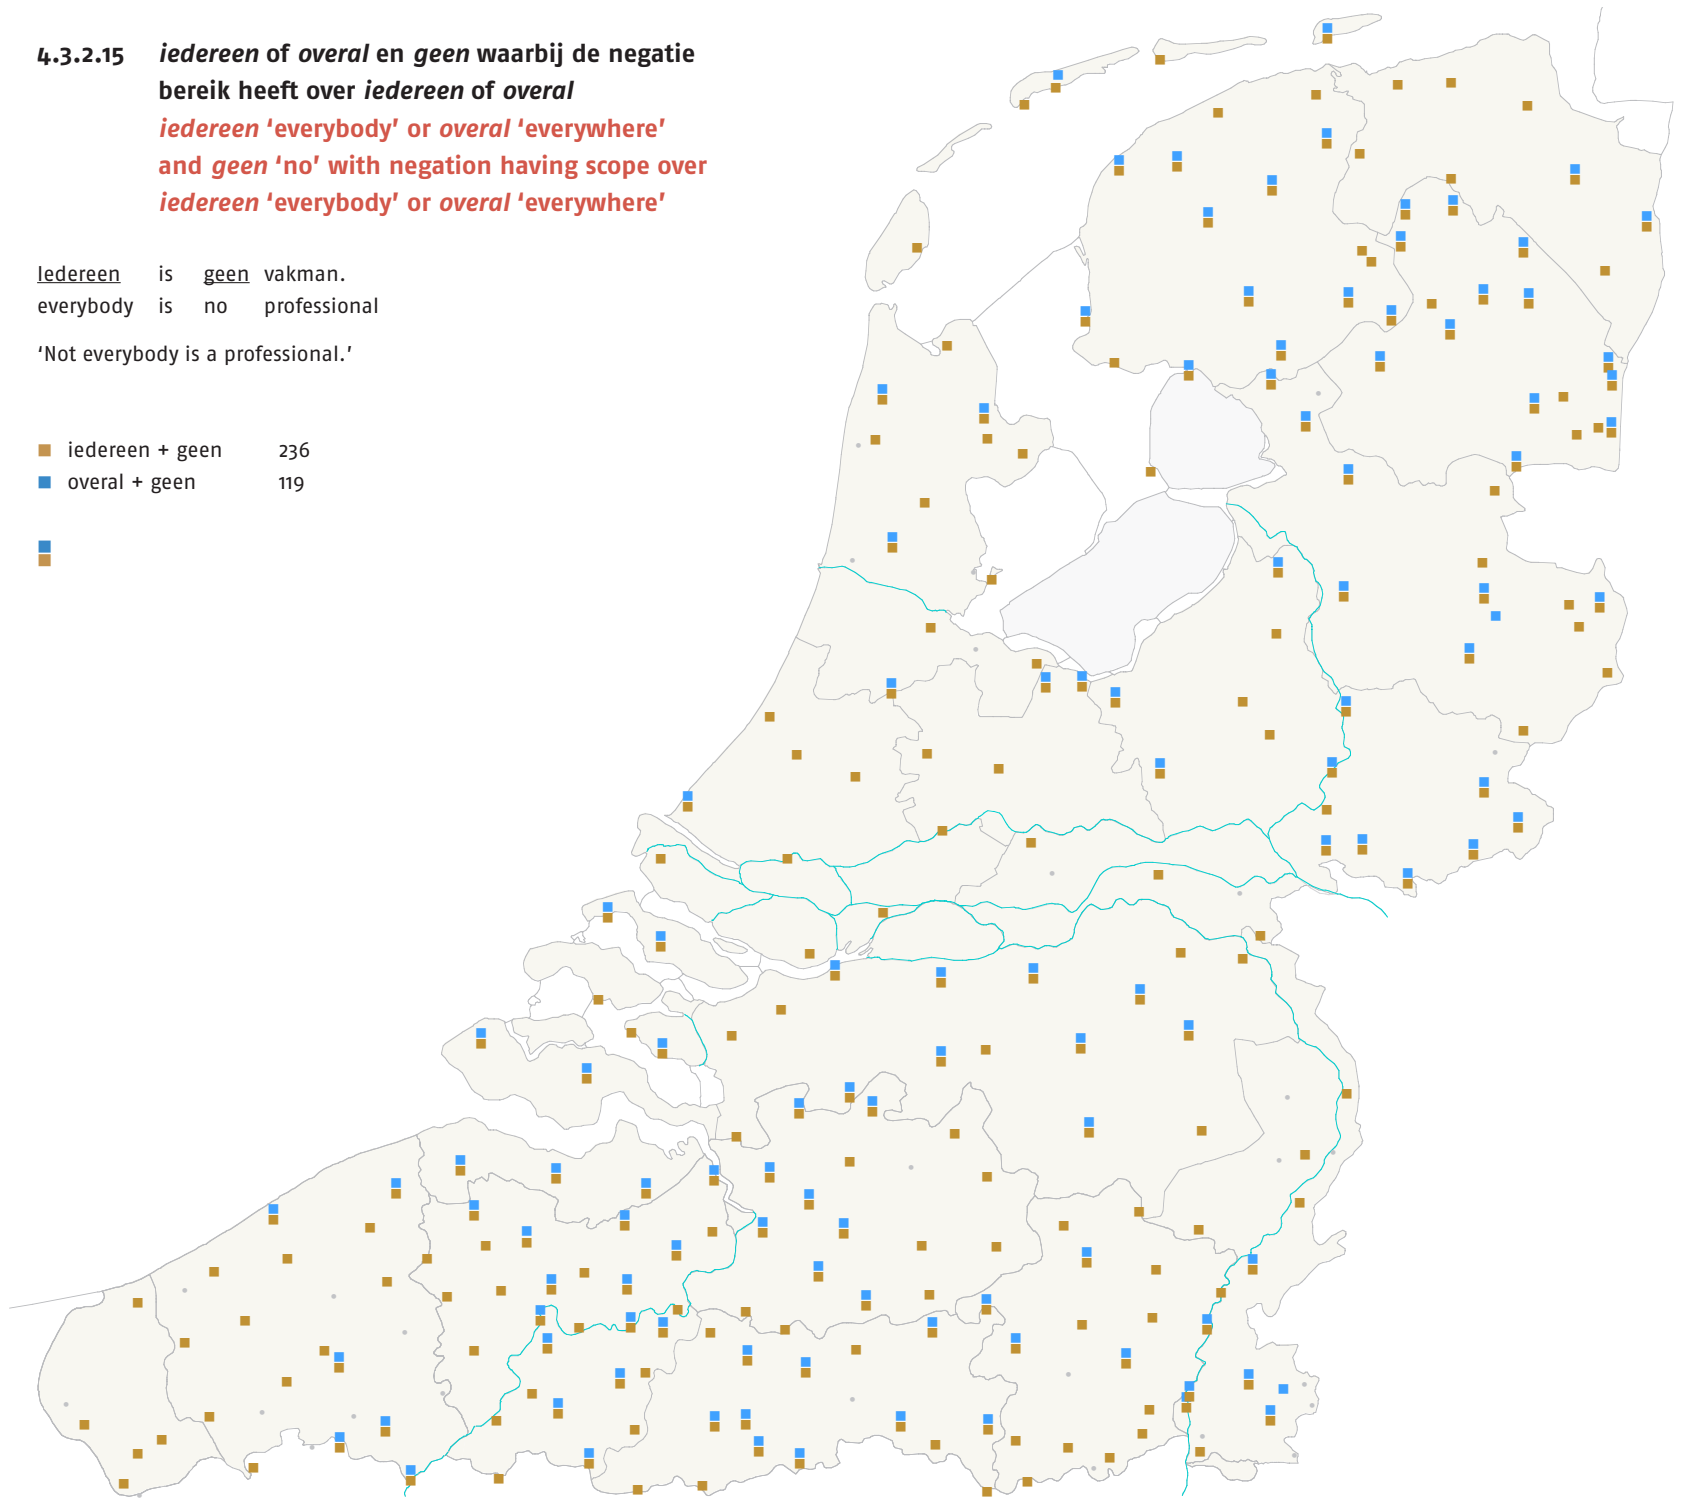 4.3.2.15 iedereen of overal en geen waarbij de negatie
bereik heeft over iedereen of overal
iedereen ‘everybody’ or overal ‘everywhere’
and geen ‘no’ with negation having scope over
iedereen ‘everybody’ or overal ‘everywhere’
Iedereen is geen vakman.
everybody is no professional
‘Not everybody is a professional.’
iedereen + geen 236
overal + geen 119